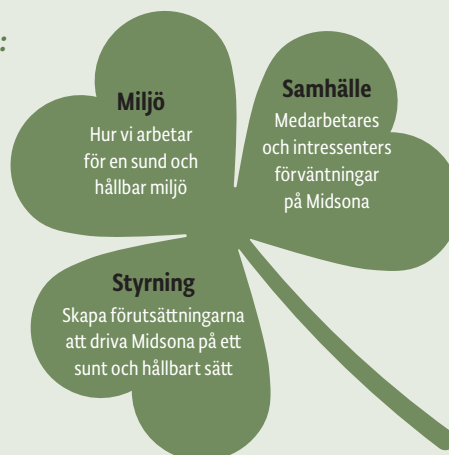 :
Miljö
Hur vi arbetar
för en sund och
hållbar miljö
Samhälle
Medarbetares
och intressenters
förväntningar
på Midsona
Styrning
Skapa förutsättningarna
att driva Midsona på ett
sunt och hållbart sätt